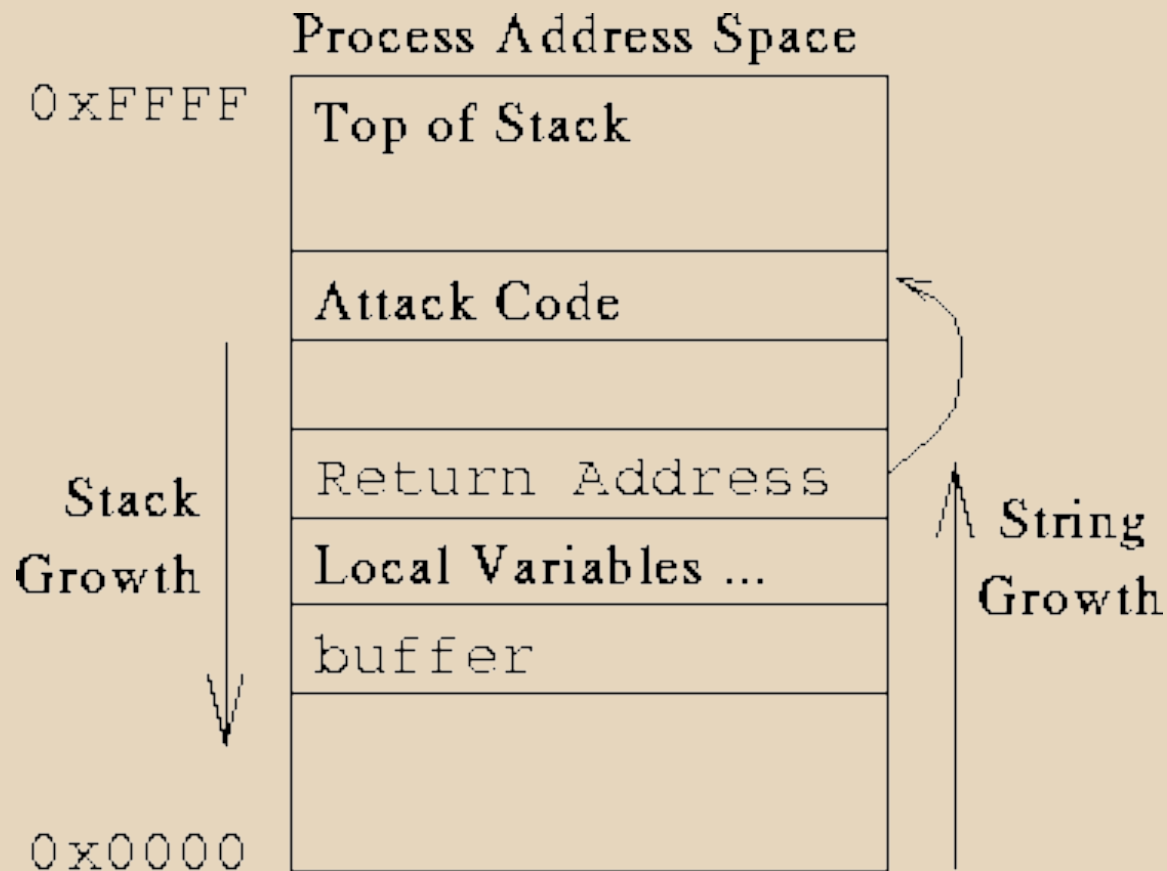 Process Address Space
0xFFFF
Top of Stack
Attack Code
Return Address
Stack
Growth
String
Growth
Local Variables ...
buffer
0x0000